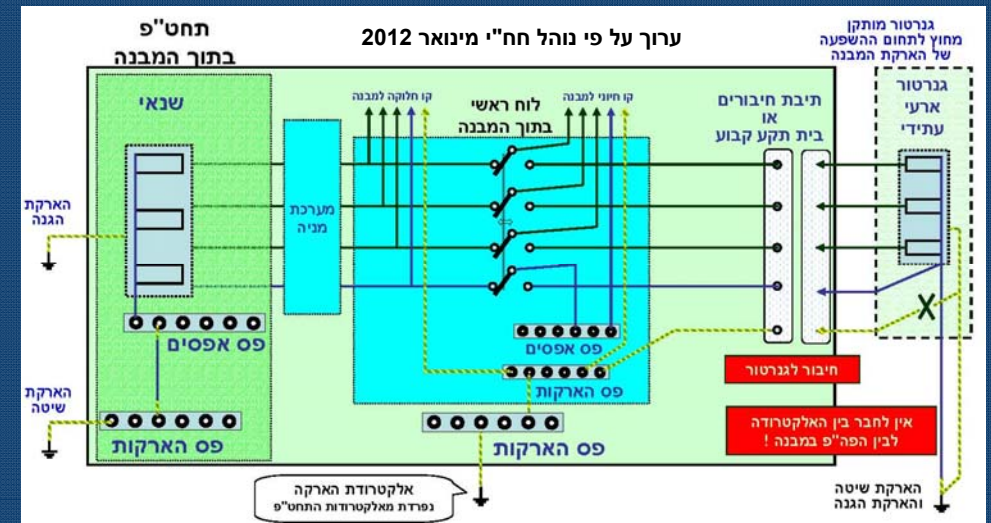 ערוך על פי נוהל חח"י מינואר 2012
תחט"פ
בתוך המבנה
גנרטור מותקן
מחוץ לתחום ההשפעה
של הארקת המבנה
שנאי
קו חלוקה למבנה
לוח ראשי
בתוך המבנה
קו חיוני למבנה
תיבת חיבורים
או
בית תקע קבוע
גנרטור
ארעי
עתידי
הארקת
הגנה
מערכת
מניה
פס אפסים
פס אפסים
פס הארקות
חיבור לגנרטור
הארקת
שיטה
פס הארקות
פס הארקות
אין לחבר בין האלקטרודה
לבין הפה"פ במבנה !
אלקטרודת הארקה
נפרדת מאלקטרודות התחט"פ
הארקת שיטה
והארקת הגנה